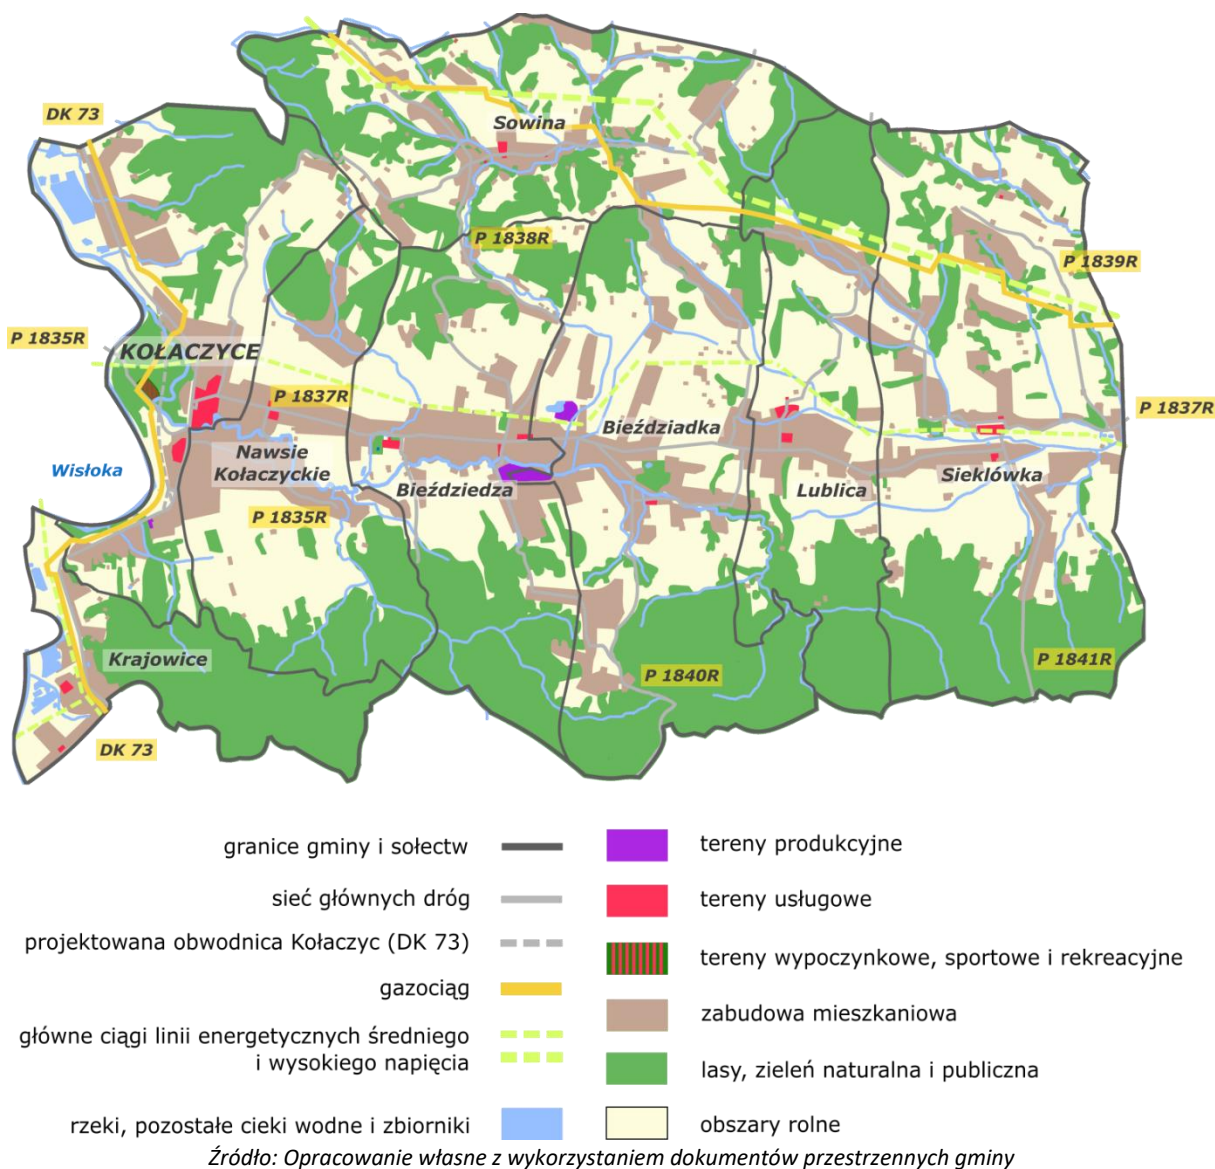 DK 73
Sowina
P 1838R
P 1839R
P 1835R
KOŁACZYCE
P 1837R
P 1837R
Bieździadka
Nawsie
Kołaczyckie
Wisłoka
Bieździedza
Lublica
Sieklówka
P 1835R
Krajowice
P 1840R
P 1841R
DK 73
granice gminy i sołectw
sieć głównych dróg
projektowana obwodnica Kołaczyc (DK 73)
gazociąg
główne ciągi linii energetycznych średniego
i wysokiego napięcia
rzeki, pozostałe cieki wodne i zbiorniki
tereny produkcyjne
tereny usługowe
tereny wypoczynkowe, sportowe i rekreacyjne
zabudowa mieszkaniowa
lasy, zieleń naturalna i publiczna
obszary rolne
Źródło: Opracowanie własne z wykorzystaniem dokumentów przestrzennych gminy